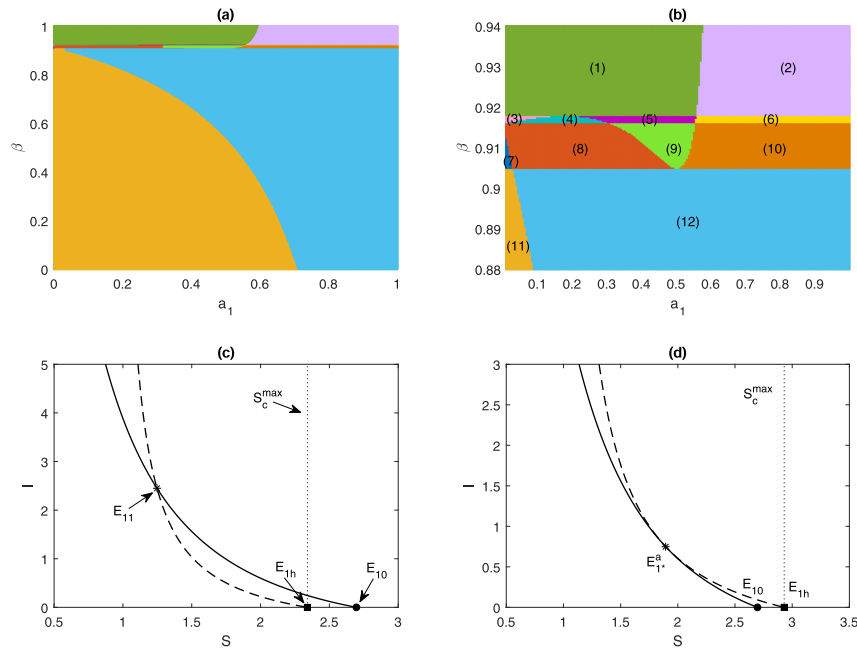 (a)
1
0.8
0.6
0.4
0.2
0
β
0 0.2 0.4 0.6 0.8 1
a1
(b)
0.94
0.93
0.92
0.91
0.9
0.89
0.88
β
(1)
(2)
(3)
(4)
(5)
(6)
(7)
(8)
(9)
(10)
(11)
(12)
0.1 0.2 0.3 0.4 0.5 0.6 0.7 0.8 0.9
a1
(c)
5
4
3
2
1
0
I
S_c^max
E11
E1h
E10
0.5 1 1.5 2 2.5 3
S
(d)
3
2.5
2
1.5
1
0.5
0
I
S_c^max
E_1*^a
E10
E1h
0.5 1 1.5 2 2.5 3 3.5
S